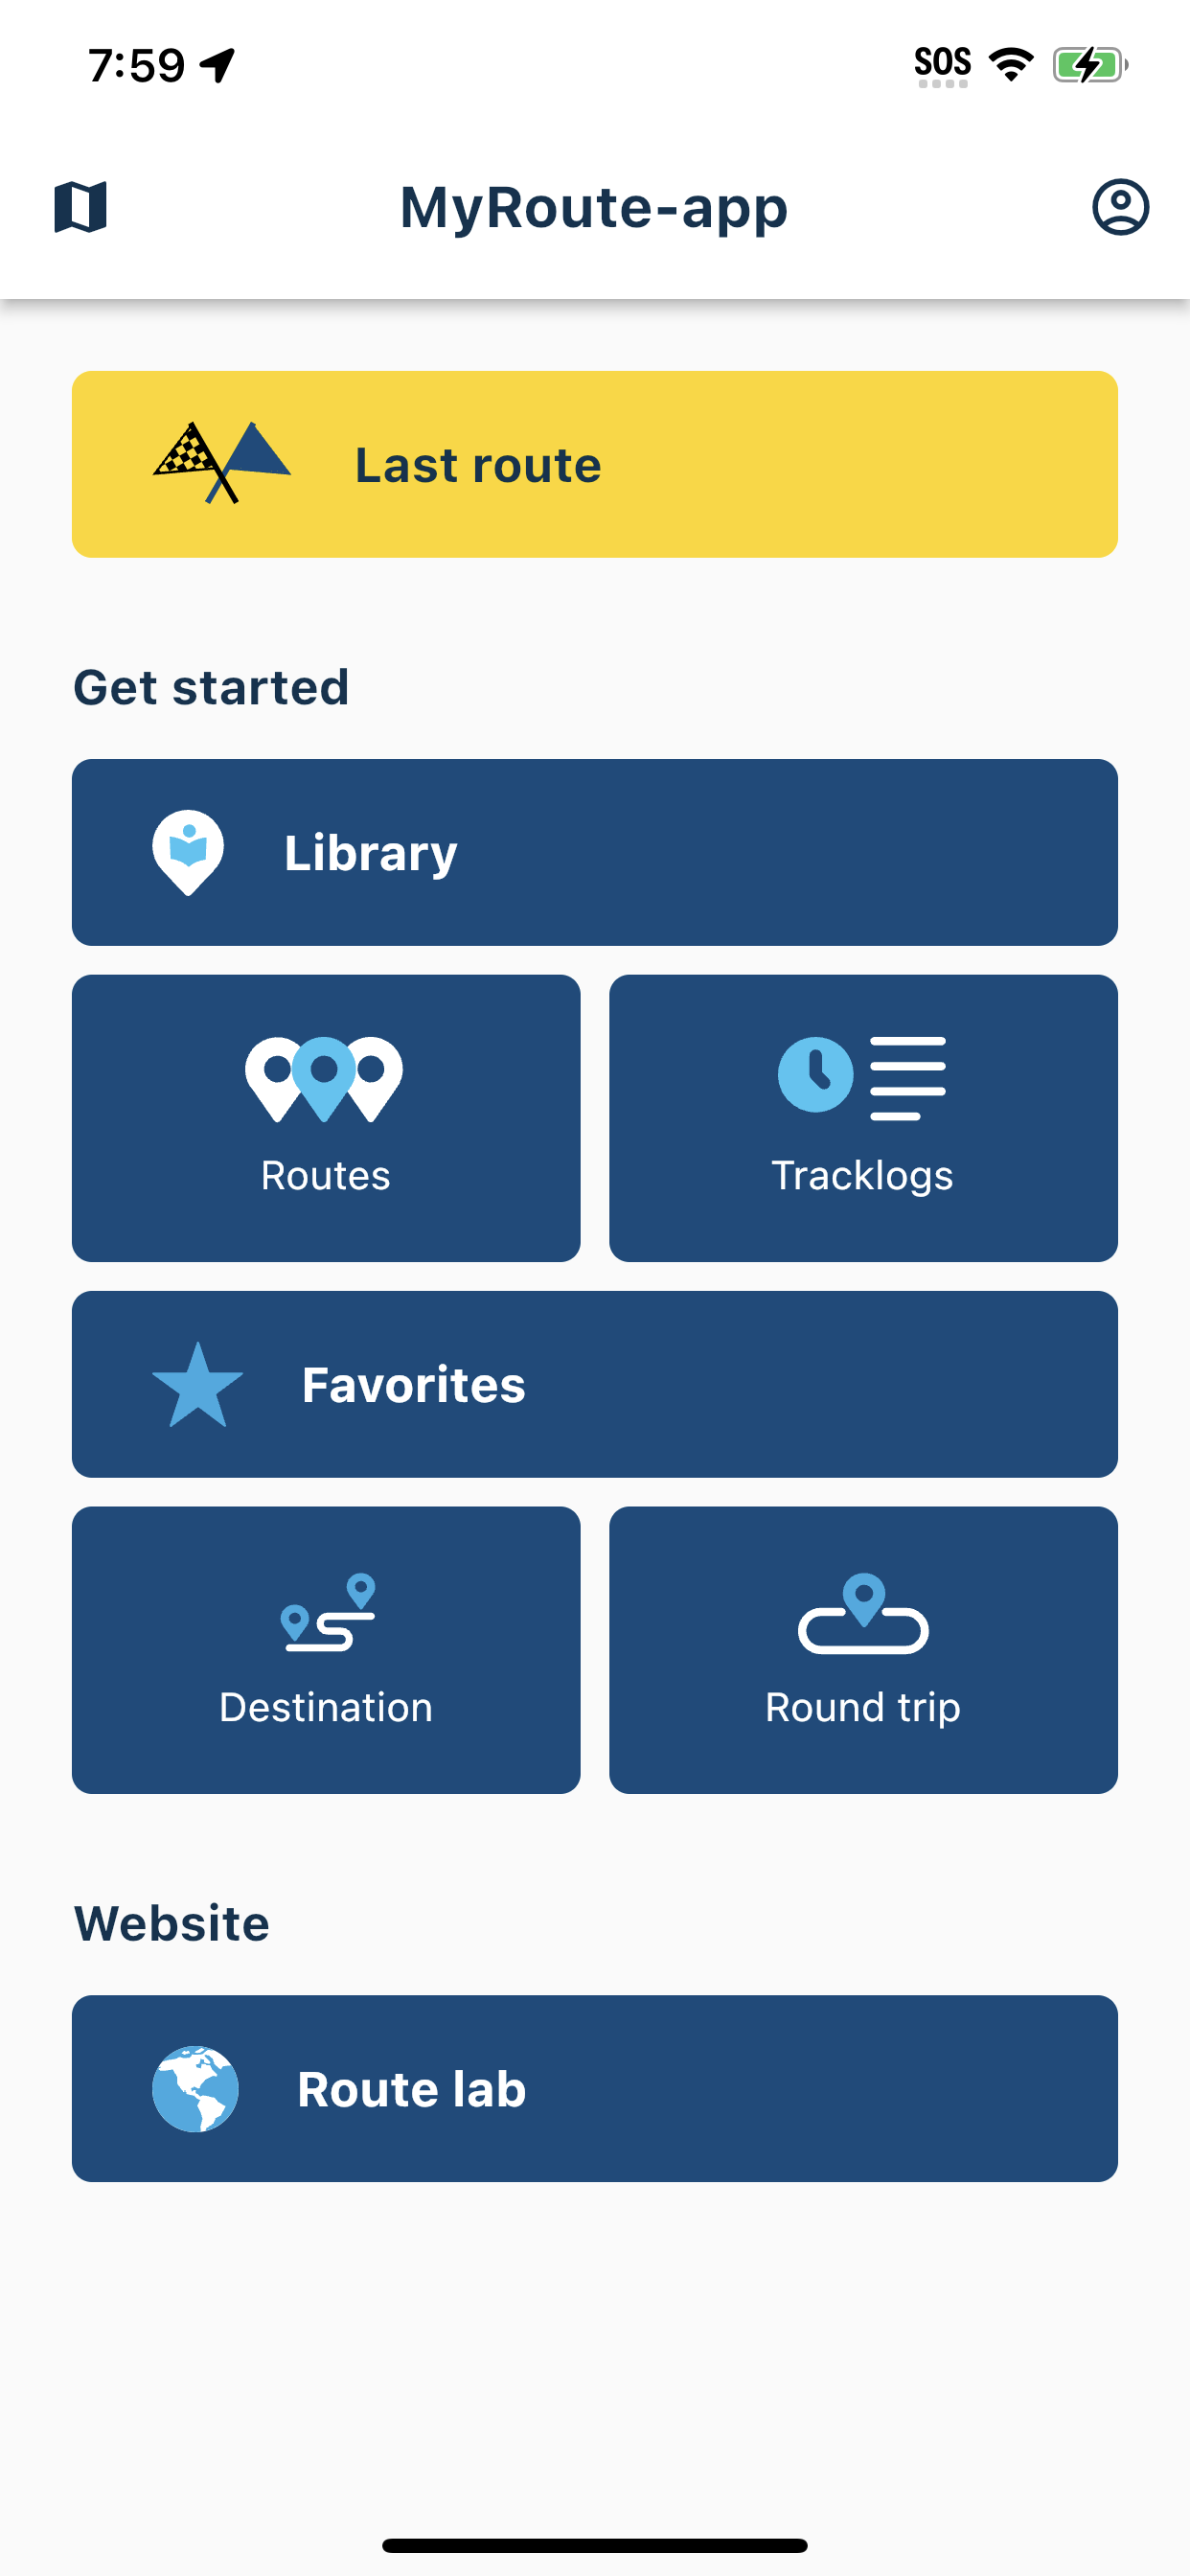 7:59 SOS
MyRoute-app
Last route
Get started
Library
Routes Tracklogs
Favorites
Destination Round trip
Website
Route lab